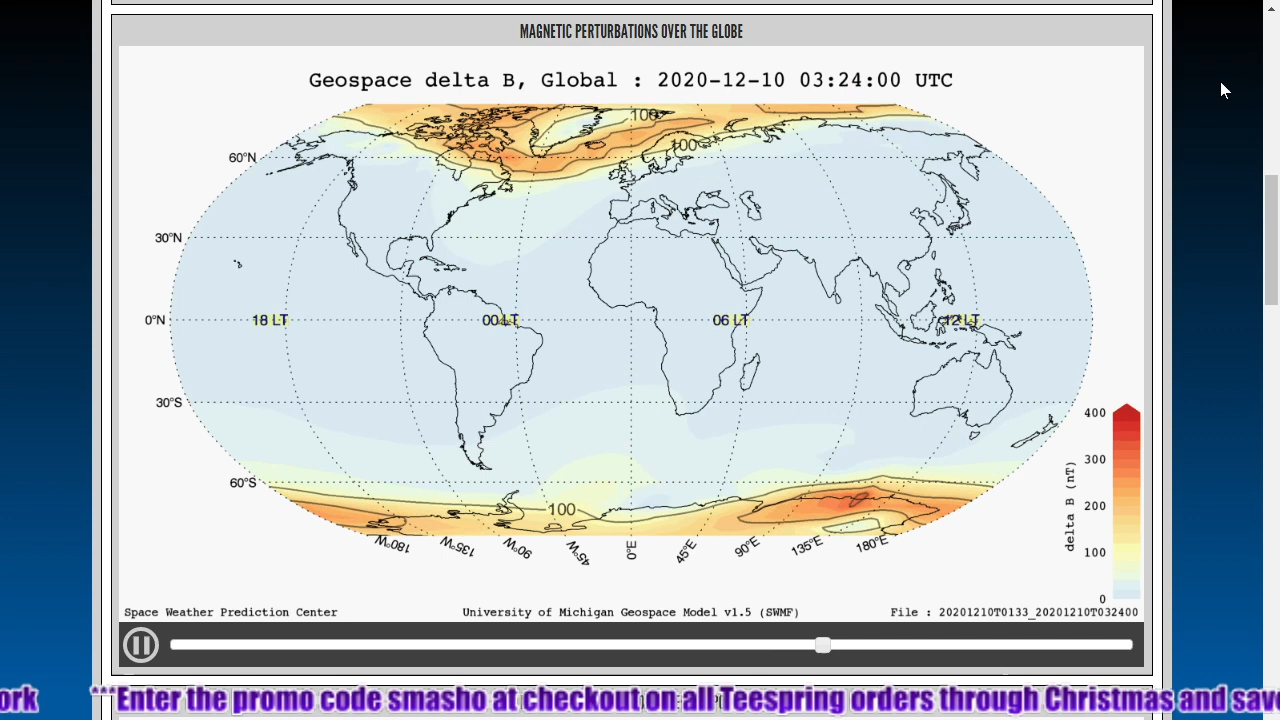 MAGNETIC PERTURBATIONS OVER THE GLOBE
Geospace delta B, Global : 2020-12-10 03:24:00 UTC
100
100
60°N
30°N
0°N
18 LT
00 LT
06 LT
12 LT
30°S
60°S
100
400
300
200
100
0
delta B (nT)
180°W
135°W
90°W
45°W
0°E
45°E
90°E
135°E
180°E
Space Weather Prediction Center
University of Michigan Geospace Model v1.5 (SWMF)
File : 20201210T0133_20201210T032400
ork ***Enter the promo code smasho at checkout on all Teespring orders through Christmas and save